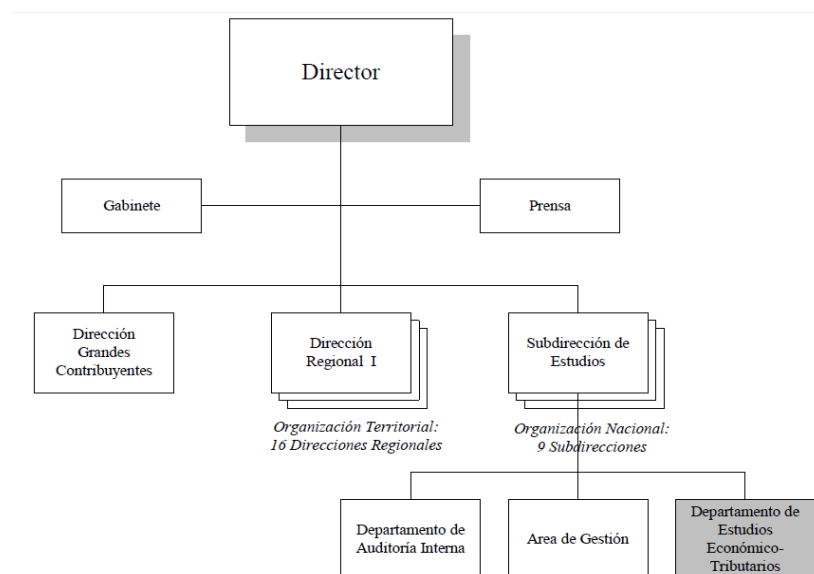 Director
Gabinete
Prensa
Dirección
Grandes
Contribuyentes
Dirección
Regional I
Subdirección de
Estudios
Organización Territorial:
16 Direcciones Regionales
Organización Nacional:
9 Subdirecciones
Departamento de
Auditoría Interna
Area de Gestión
Departamento de
Estudios
Económico-
Tributarios